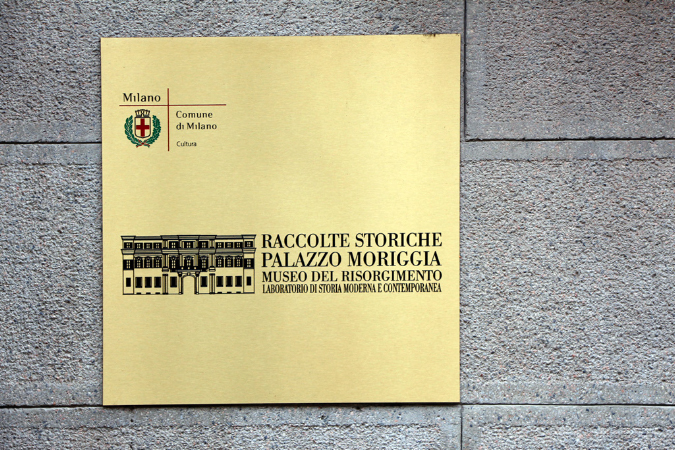 Milano
Comune
di Milano
Cultura
RACCOLTE STORICHE
PALAZZO MORIGGIA
MUSEO DEL RISORGIMENTO
LABORATORIO DI STORIA MODERNA E CONTEMPORANEA